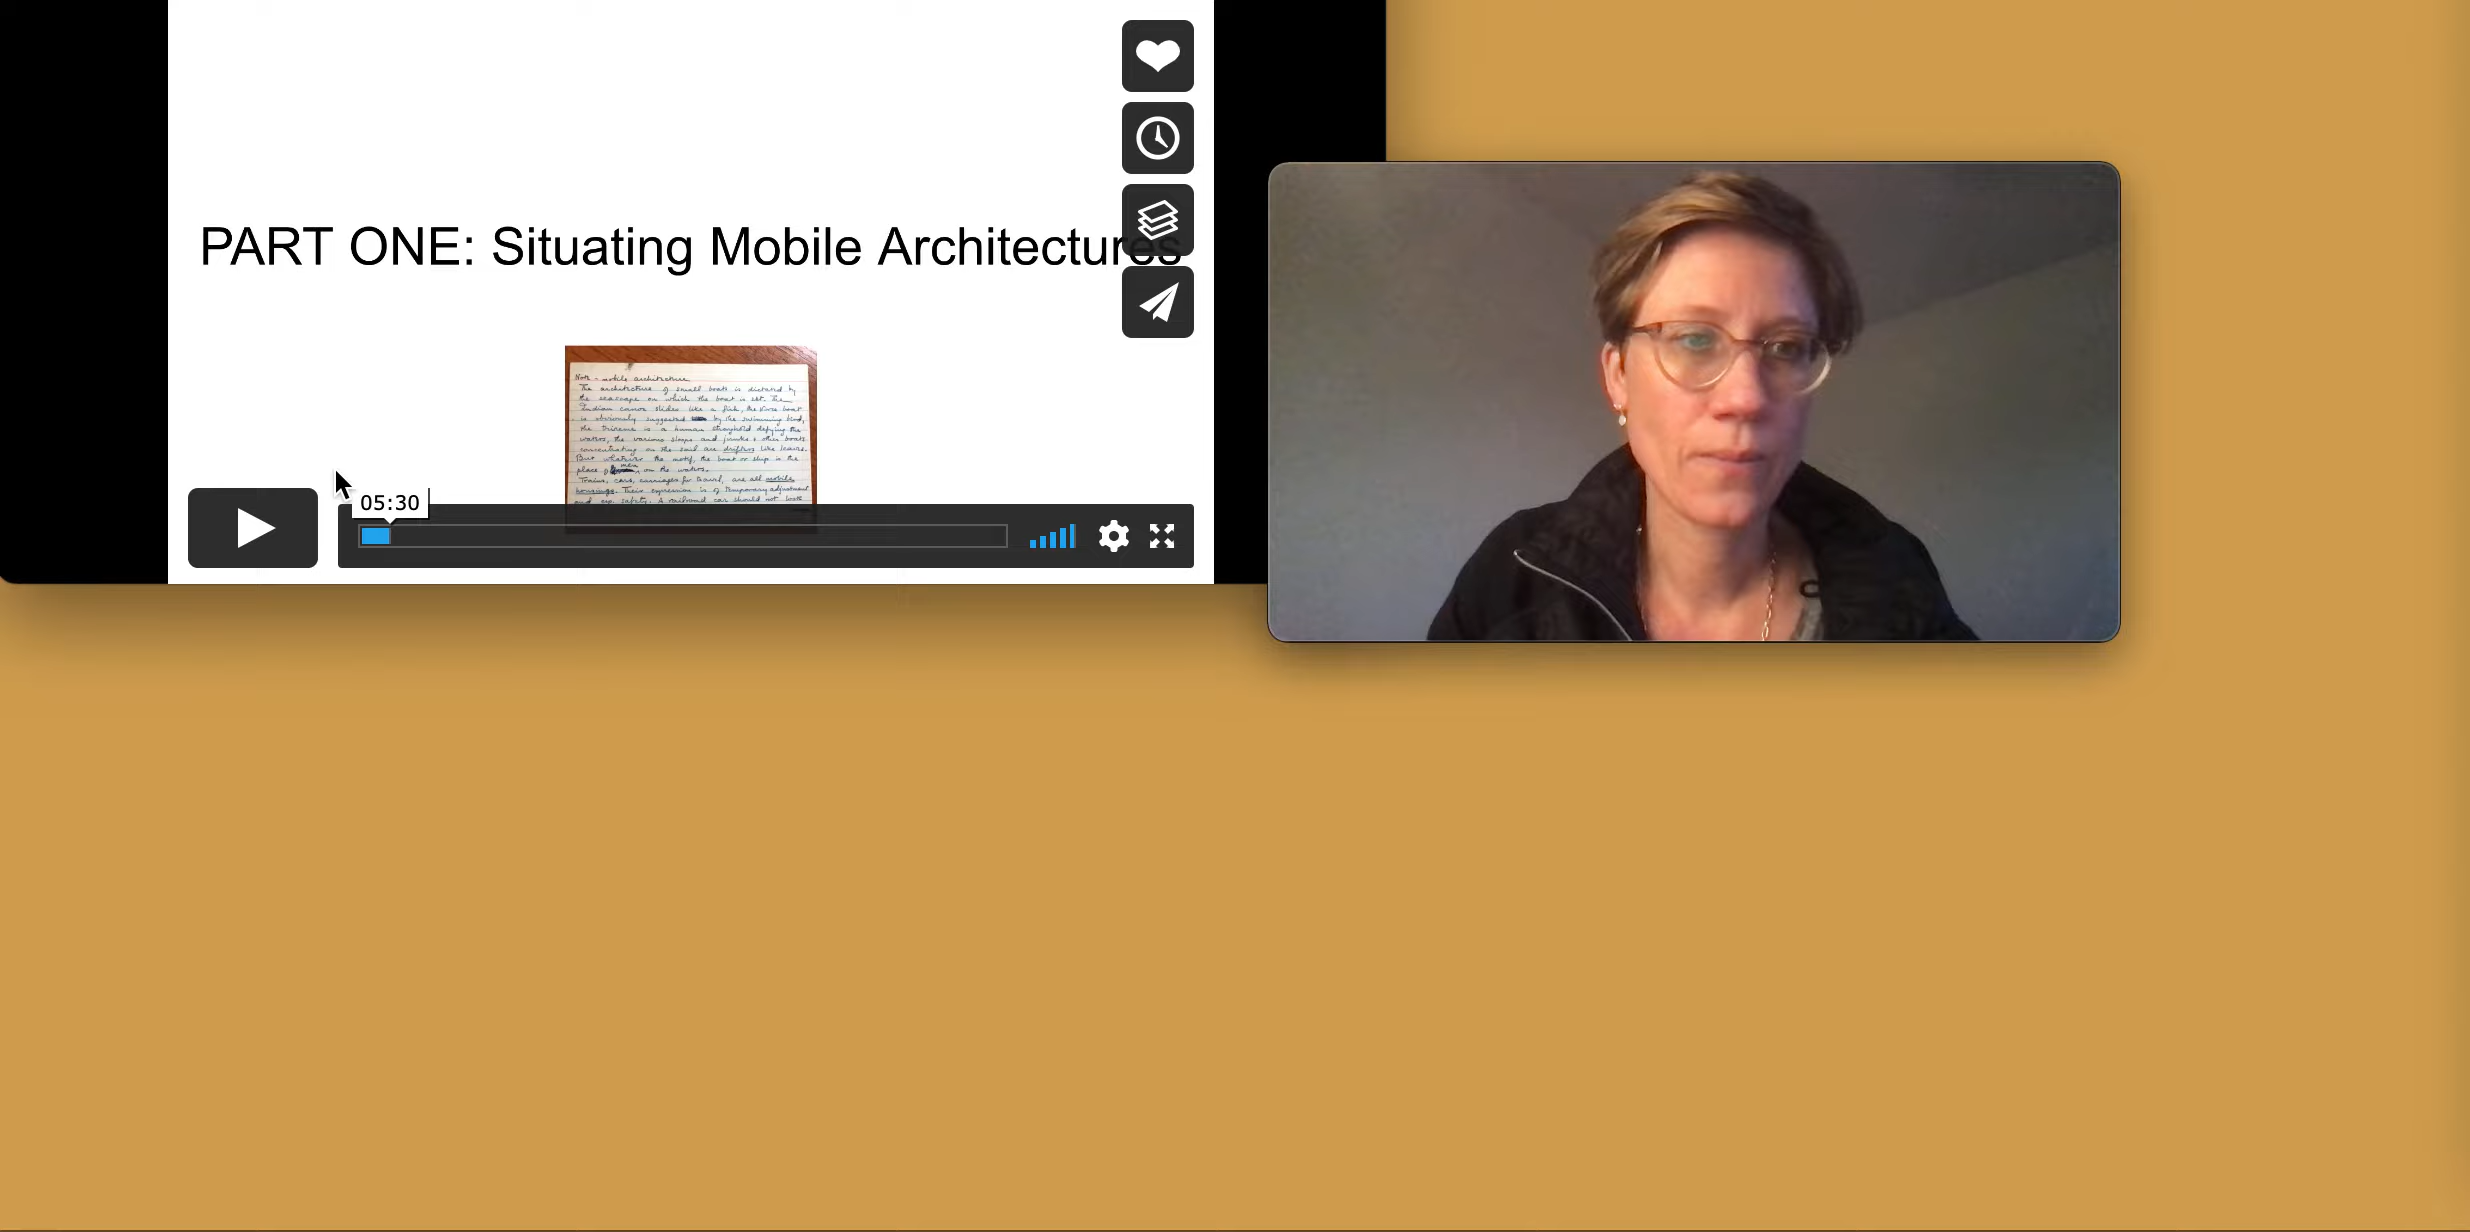 PART ONE: Situating Mobile Architectures
Note - mobile architecture
The architecture of small boats is dictated by
the seascape on which the boat is set. The
Indian canoe slides like a fish, the Norse boat
is obviously suggested by the swimming bird,
the trireme is a human stronghold defying the
waters, the various sloops and junks + other boats
concentrating on the sail are drifters like leaves.
But whatever the motif, the boat or ship is the
place of men on the waters.
Trains, cars, carriages for travel, are all mobile
housings. Their expression is of temporary adjustment
and exp. safety. A railroad car should not look
05:30